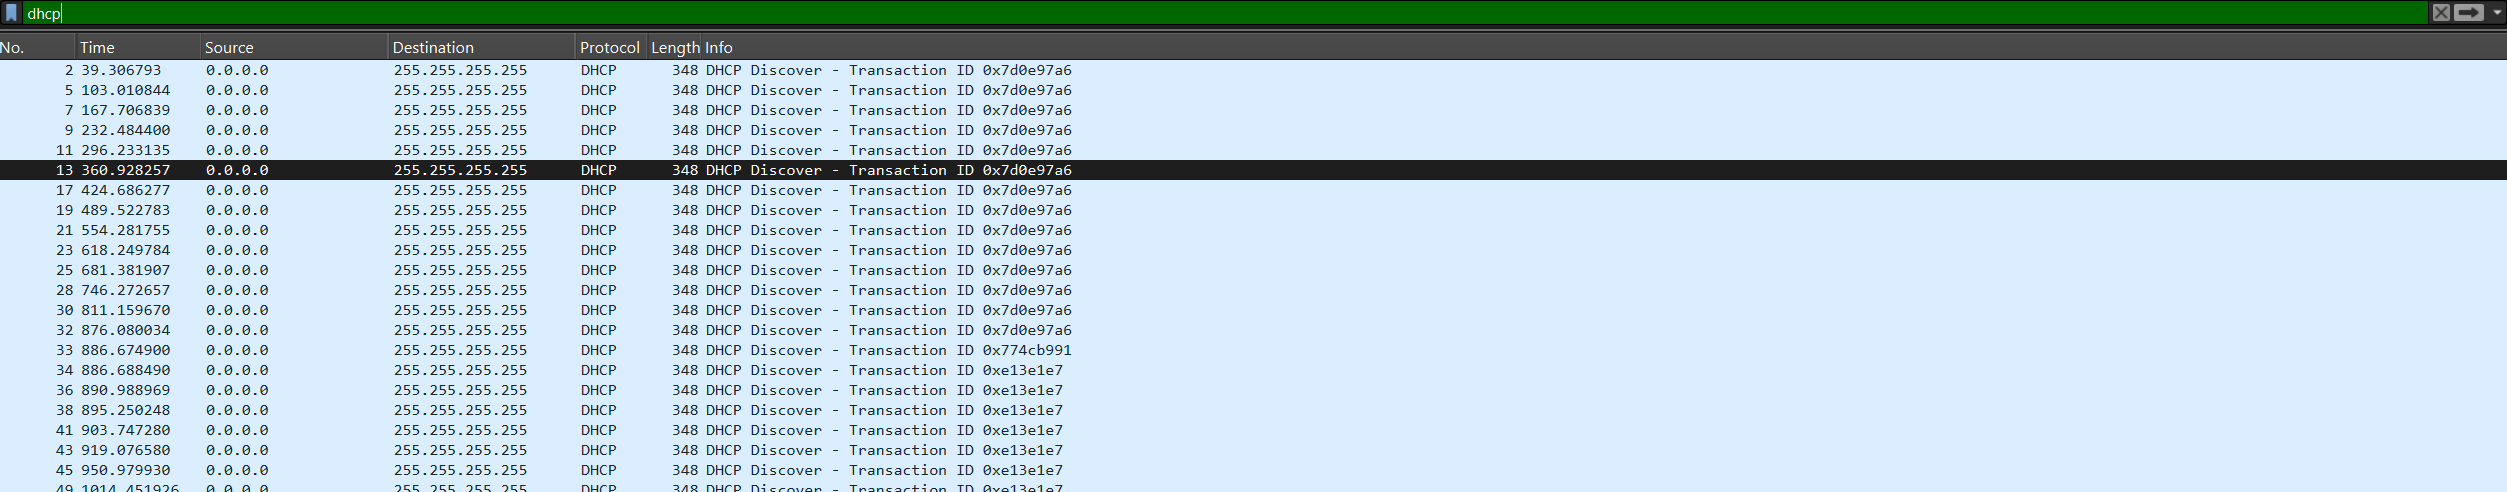 dhcp
No. Time Source Destination Protocol Length Info
2 39.306793 0.0.0.0 255.255.255.255 DHCP 348 DHCP Discover - Transaction ID 0x7d0e97a6
5 103.010844 0.0.0.0 255.255.255.255 DHCP 348 DHCP Discover - Transaction ID 0x7d0e97a6
7 167.706839 0.0.0.0 255.255.255.255 DHCP 348 DHCP Discover - Transaction ID 0x7d0e97a6
9 232.484400 0.0.0.0 255.255.255.255 DHCP 348 DHCP Discover - Transaction ID 0x7d0e97a6
11 296.233135 0.0.0.0 255.255.255.255 DHCP 348 DHCP Discover - Transaction ID 0x7d0e97a6
13 360.928257 0.0.0.0 255.255.255.255 DHCP 348 DHCP Discover - Transaction ID 0x7d0e97a6
17 424.686277 0.0.0.0 255.255.255.255 DHCP 348 DHCP Discover - Transaction ID 0x7d0e97a6
19 489.522783 0.0.0.0 255.255.255.255 DHCP 348 DHCP Discover - Transaction ID 0x7d0e97a6
21 554.281755 0.0.0.0 255.255.255.255 DHCP 348 DHCP Discover - Transaction ID 0x7d0e97a6
23 618.249784 0.0.0.0 255.255.255.255 DHCP 348 DHCP Discover - Transaction ID 0x7d0e97a6
25 681.381907 0.0.0.0 255.255.255.255 DHCP 348 DHCP Discover - Transaction ID 0x7d0e97a6
28 746.272657 0.0.0.0 255.255.255.255 DHCP 348 DHCP Discover - Transaction ID 0x7d0e97a6
30 811.159670 0.0.0.0 255.255.255.255 DHCP 348 DHCP Discover - Transaction ID 0x7d0e97a6
32 876.080034 0.0.0.0 255.255.255.255 DHCP 348 DHCP Discover - Transaction ID 0x7d0e97a6
33 886.674900 0.0.0.0 255.255.255.255 DHCP 348 DHCP Discover - Transaction ID 0x774cb991
34 886.688490 0.0.0.0 255.255.255.255 DHCP 348 DHCP Discover - Transaction ID 0xe13e1e7
36 890.988969 0.0.0.0 255.255.255.255 DHCP 348 DHCP Discover - Transaction ID 0xe13e1e7
38 895.250248 0.0.0.0 255.255.255.255 DHCP 348 DHCP Discover - Transaction ID 0xe13e1e7
41 903.747280 0.0.0.0 255.255.255.255 DHCP 348 DHCP Discover - Transaction ID 0xe13e1e7
43 919.076580 0.0.0.0 255.255.255.255 DHCP 348 DHCP Discover - Transaction ID 0xe13e1e7
45 950.979930 0.0.0.0 255.255.255.255 DHCP 348 DHCP Discover - Transaction ID 0xe13e1e7
49 1014.451926 0.0.0.0 255.255.255.255 DHCP 348 DHCP Discover - Transaction ID 0xe13e1e7